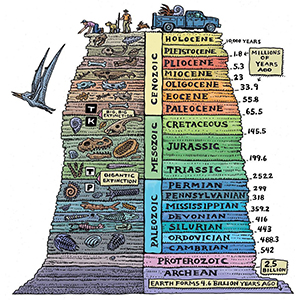 HOLOCENE 10,000 YEARS
PLEISTOCENE 1.8
MILLIONS OF
YEARS
AGO
PLIOCENE 5.3
MIOCENE 23
OLIGOCENE 33.9
EOCENE 55.8
PALEOCENE 65.5
CENOZOIC
T
K
EXTINCT
CRETACEOUS 145.5
JURASSIC 199.6
TRIASSIC 252.2
MESOZOIC
GIGANTIC
EXTINCTION
T
P
PERMIAN 299
PENNSYLVANIAN 318
MISSISSIPPIAN 359.2
DEVONIAN 416
SILURIAN 443
ORDOVICIAN 488.3
CAMBRIAN 542
PALEOZOIC
PROTEROZOIC
2.5
BILLION
ARCHEAN
EARTH FORMS 4.6 BILLION YEARS AGO